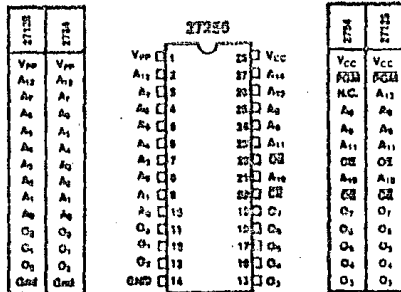 27128 2764 27256 2764 27128
VPP VPP VPP 1 28 VCC VCC VCC
A12 A12 A12 2 27 A14 PGM PGM
A7 A7 A7 3 26 A13 N.C. A13
A6 A6 A6 4 25 A8 A8 A8
A5 A5 A5 5 24 A9 A9 A9
A4 A4 A4 6 23 A11 A11 A11
A3 A3 A3 7 22 OE OE OE
A2 A2 A2 8 21 A10 A10 A10
A1 A1 A1 9 20 CE CE CE
A0 A0 A0 10 19 O7 O7 O7
O0 O0 O0 11 18 O6 O6 O6
O1 O1 O1 12 17 O5 O5 O5
O2 O2 O2 13 16 O4 O4 O4
Gnd Gnd GND 14 15 O3 O3 O3